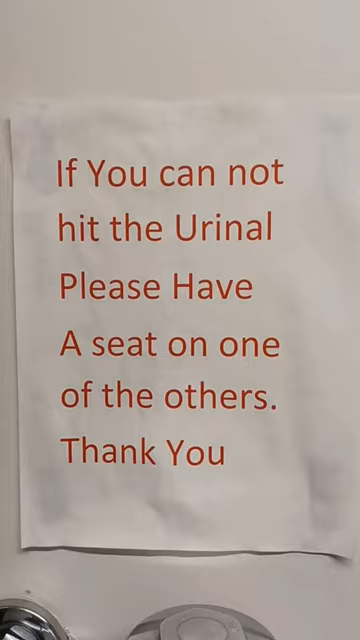 If You can not
hit the Urinal
Please Have
A seat on one
of the others.
Thank You